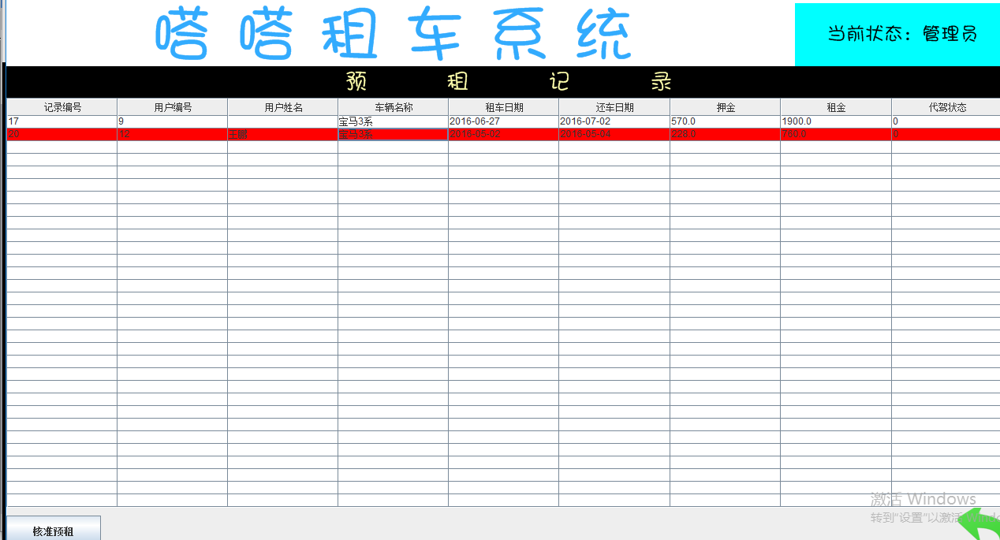 嗒嗒租车系统
当前状态：管理员
预租记录
记录编号 用户编号 用户姓名 车辆名称 租车日期 还车日期 押金 租金 代驾状态
17 9 宝马3系 2016-06-27 2016-07-02 570.0 1900.0 0
20 12 王鹏 宝马3系 2016-05-02 2016-05-04 228.0 760.0 0
激活 Windows
转到"设置"以激活 Windo
核准预租